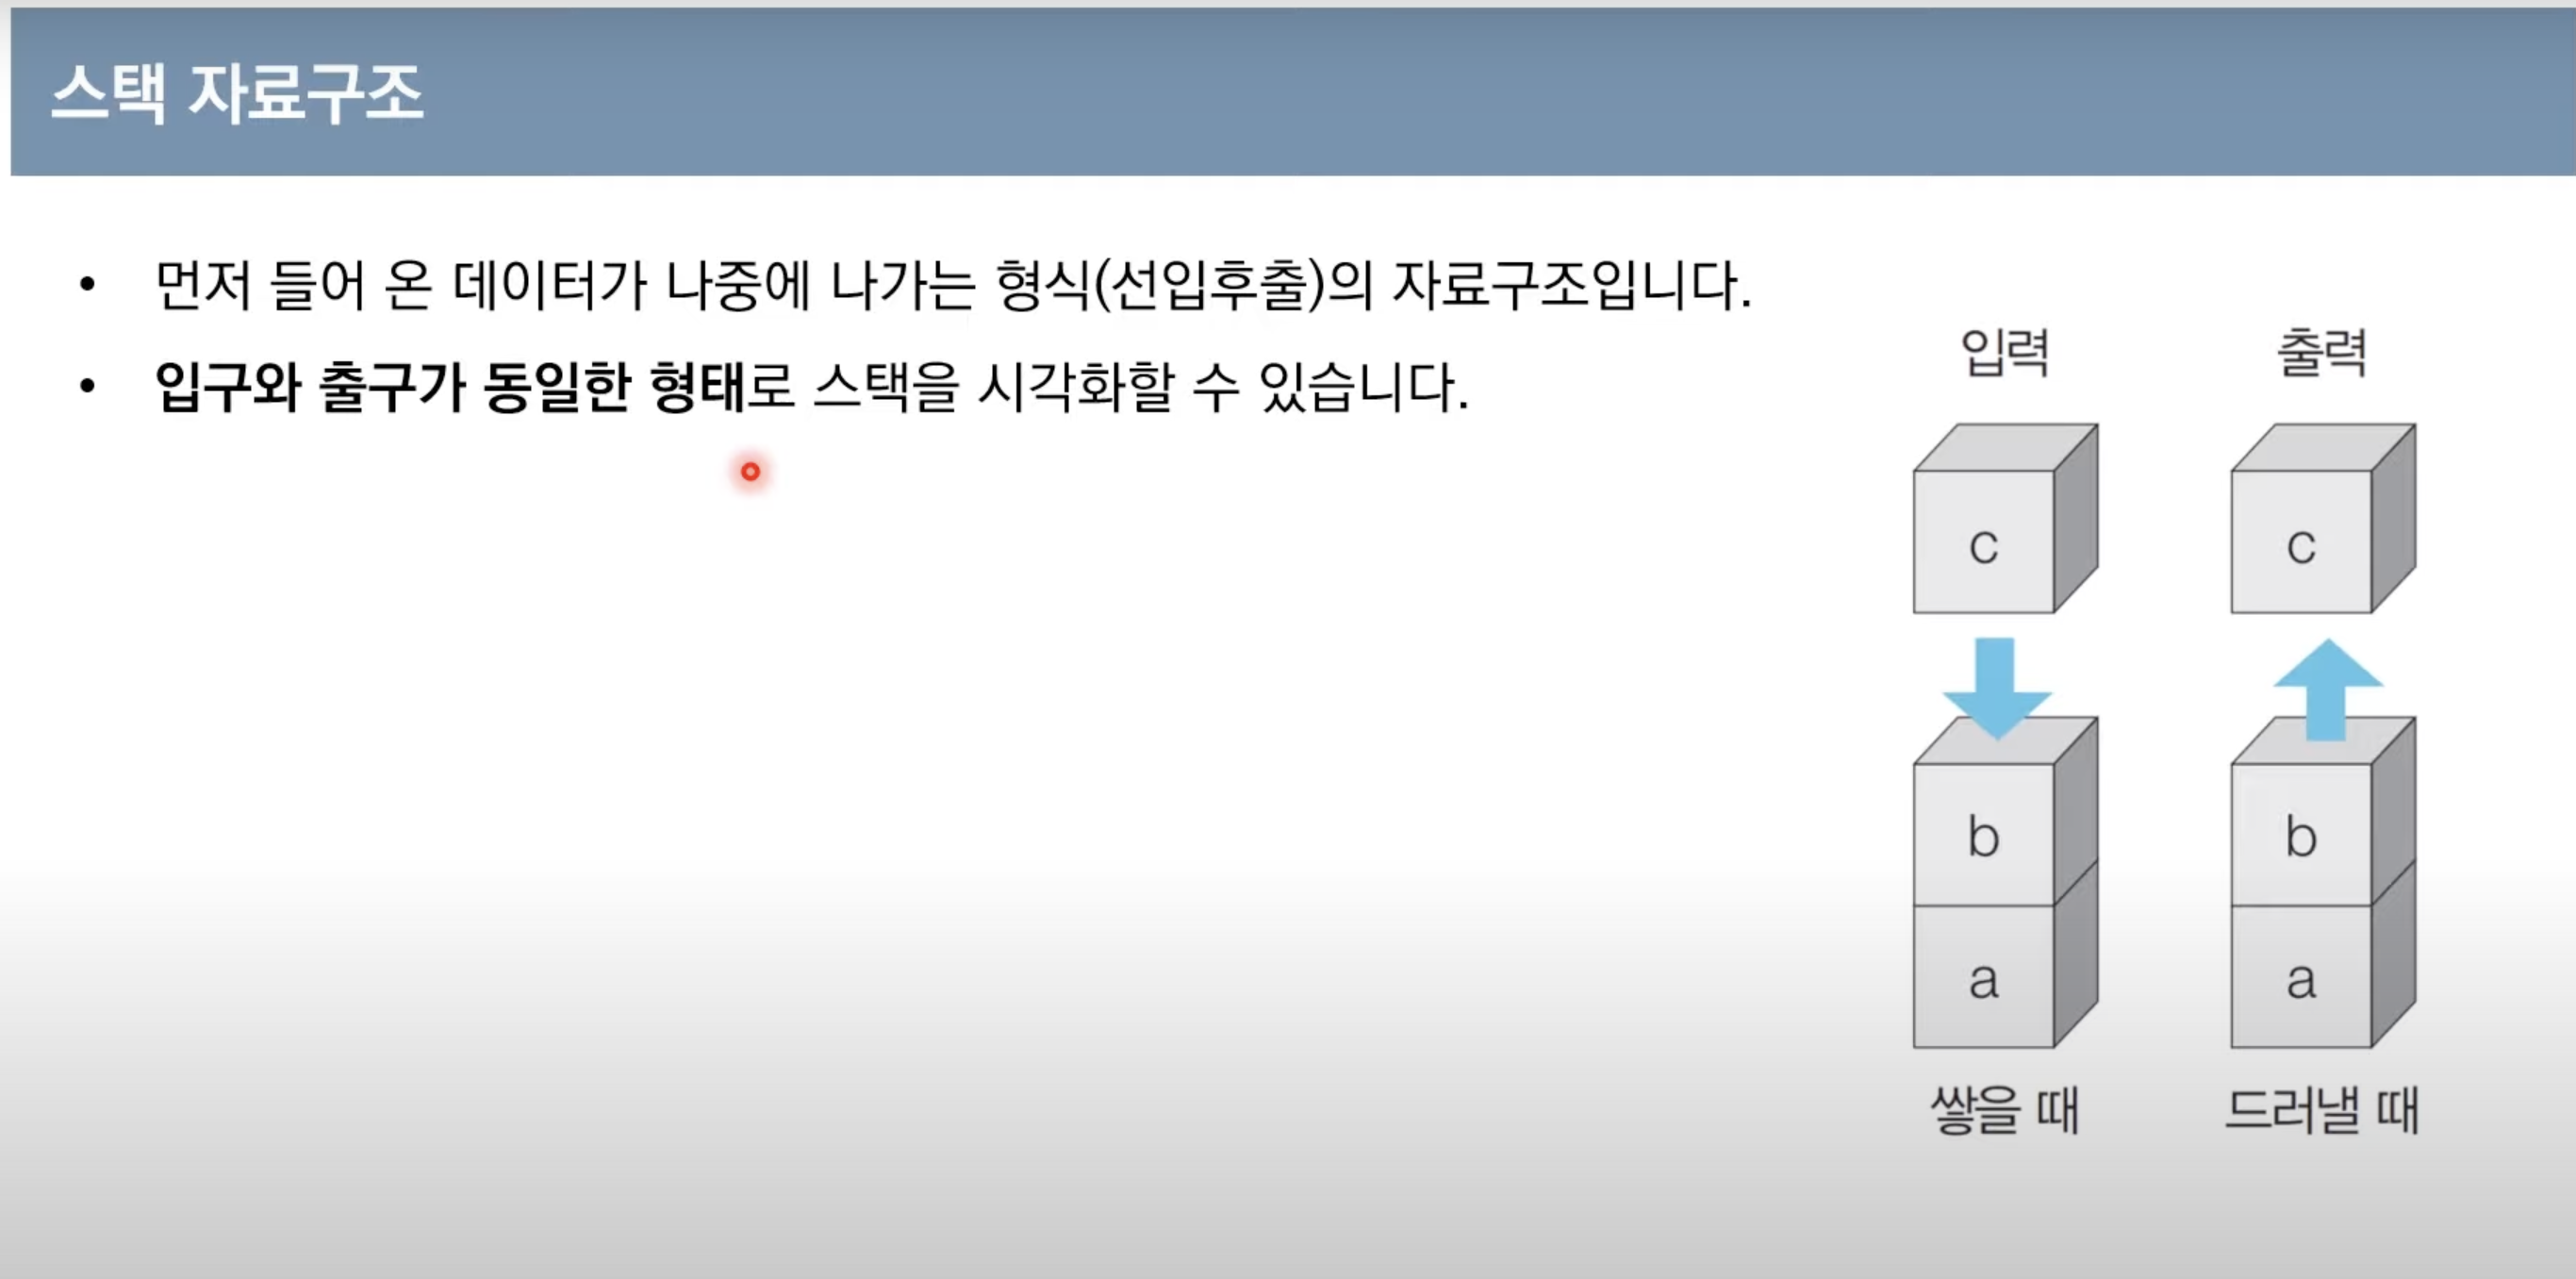 스택 자료구조
• 먼저 들어 온 데이터가 나중에 나가는 형식(선입후출)의 자료구조입니다.
• 입구와 출구가 동일한 형태로 스택을 시각화할 수 있습니다.
입력 출력
c c
b b
a a
쌓을 때 드러낼 때